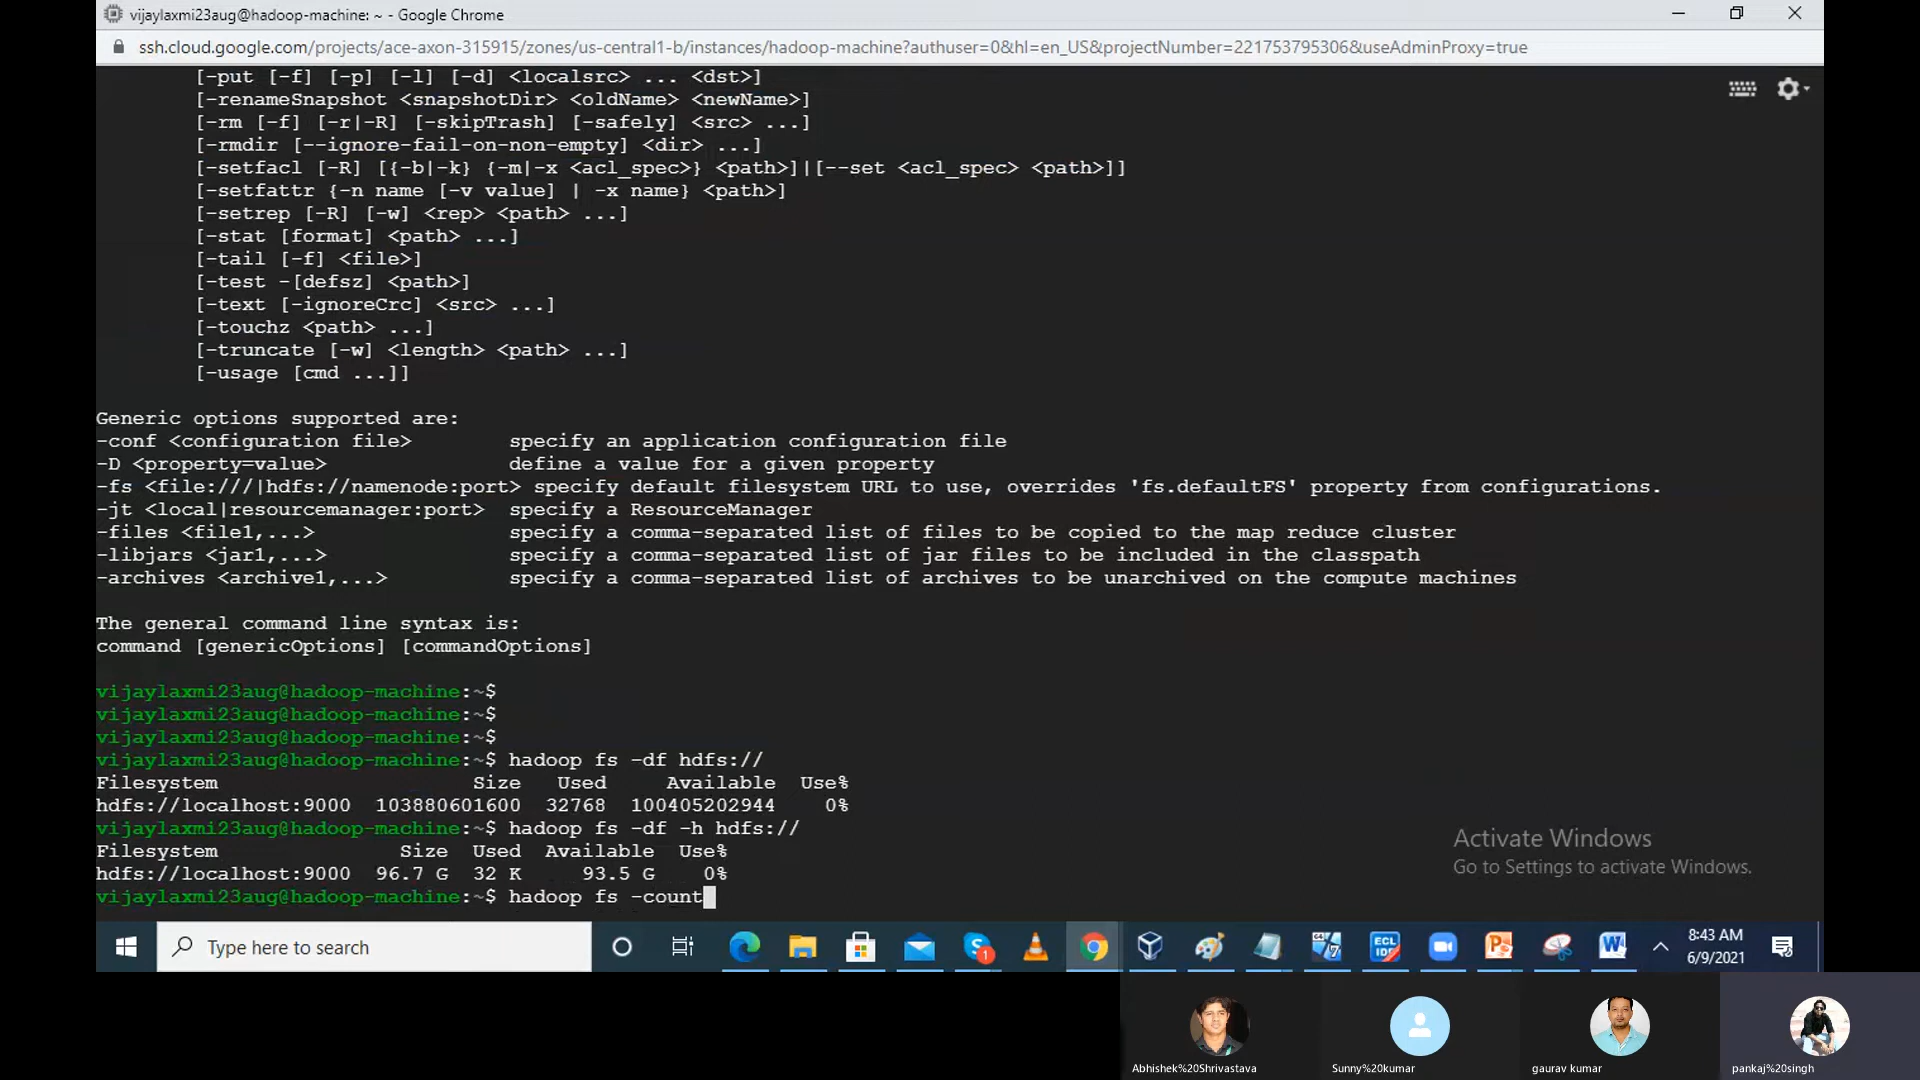 vijaylaxmi23aug@hadoop-machine: ~ - Google Chrome
ssh.cloud.google.com/projects/ace-axon-315915/zones/us-central1-b/instances/hadoop-machine?authuser=0&hl=en_US&projectNumber=221753795306&useAdminProxy=true
[-put [-f] [-p] [-l] [-d] <localsrc> ... <dst>]
[-renameSnapshot <snapshotDir> <oldName> <newName>]
[-rm [-f] [-r|-R] [-skipTrash] [-safely] <src> ...]
[-rmdir [--ignore-fail-on-non-empty] <dir> ...]
[-setfacl [-R] [{-b|-k} {-m|-x <acl_spec>} <path>]|[--set <acl_spec> <path>]]
[-setfattr {-n name [-v value] | -x name} <path>]
[-setrep [-R] [-w] <rep> <path> ...]
[-stat [format] <path> ...]
[-tail [-f] <file>]
[-test -[defsz] <path>]
[-text [-ignoreCrc] <src> ...]
[-touchz <path> ...]
[-truncate [-w] <length> <path> ...]
[-usage [cmd ...]]
Generic options supported are:
-conf <configuration file>        specify an application configuration file
-D <property=value>               define a value for a given property
-fs <file:///|hdfs://namenode:port> specify default filesystem URL to use, overrides 'fs.defaultFS' property from configurations.
-jt <local|resourcemanager:port>  specify a ResourceManager
-files <file1,...>                specify a comma-separated list of files to be copied to the map reduce cluster
-libjars <jar1,...>               specify a comma-separated list of jar files to be included in the classpath
-archives <archive1,...>          specify a comma-separated list of archives to be unarchived on the compute machines
The general command line syntax is:
command [genericOptions] [commandOptions]
vijaylaxmi23aug@hadoop-machine:~$
vijaylaxmi23aug@hadoop-machine:~$
vijaylaxmi23aug@hadoop-machine:~$
vijaylaxmi23aug@hadoop-machine:~$ hadoop fs -df hdfs://
Filesystem                     Size   Used     Available  Use%
hdfs://localhost:9000  103880601600  32768  100405202944    0%
vijaylaxmi23aug@hadoop-machine:~$ hadoop fs -df -h hdfs://
Filesystem               Size  Used  Available  Use%
hdfs://localhost:9000  96.7 G  32 K     93.5 G    0%
vijaylaxmi23aug@hadoop-machine:~$ hadoop fs -count
Activate Windows
Go to Settings to activate Windows.
Type here to search
1
64
7
ECL
IDE
P
W
8:43 AM
6/9/2021
Abhishek%20Shrivastava
Sunny%20kumar
gaurav kumar
pankaj%20singh